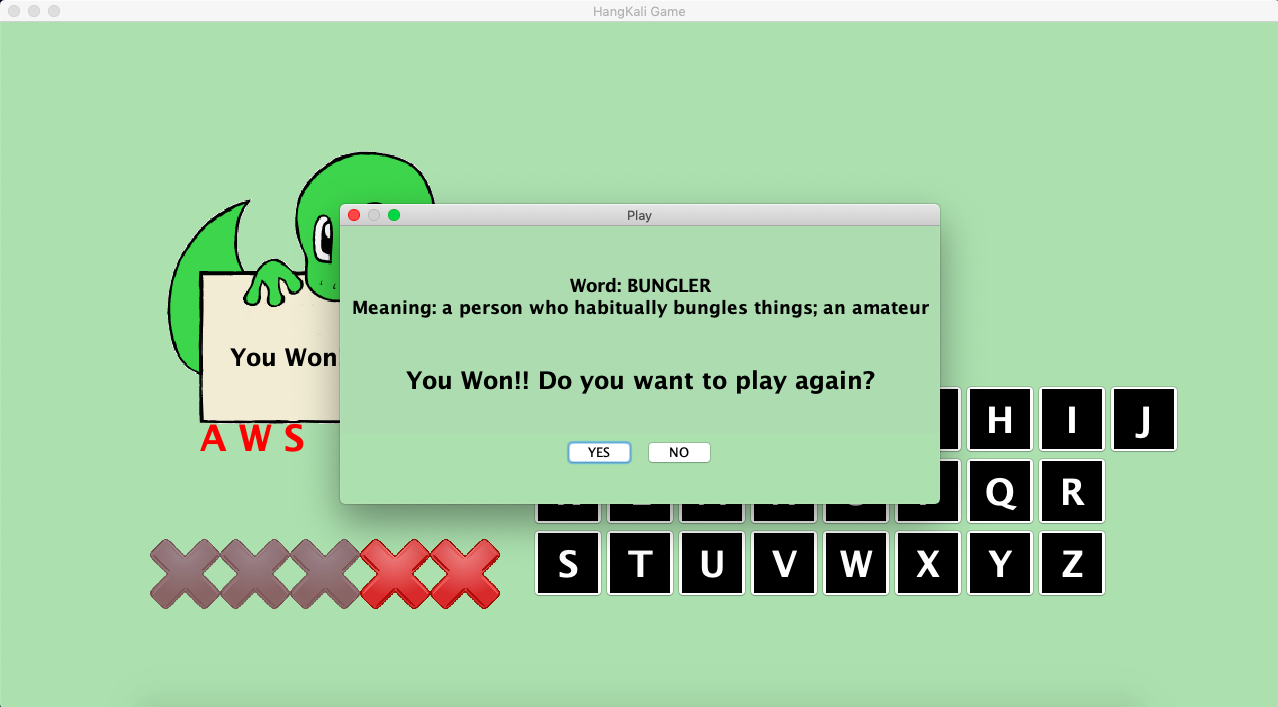 HangKali Game
Play
Word: BUNGLER
Meaning: a person who habitually bungles things; an amateur
You Won
You Won!! Do you want to play again?
YES NO
A W S
H I J
Q R
S T U V W X Y Z